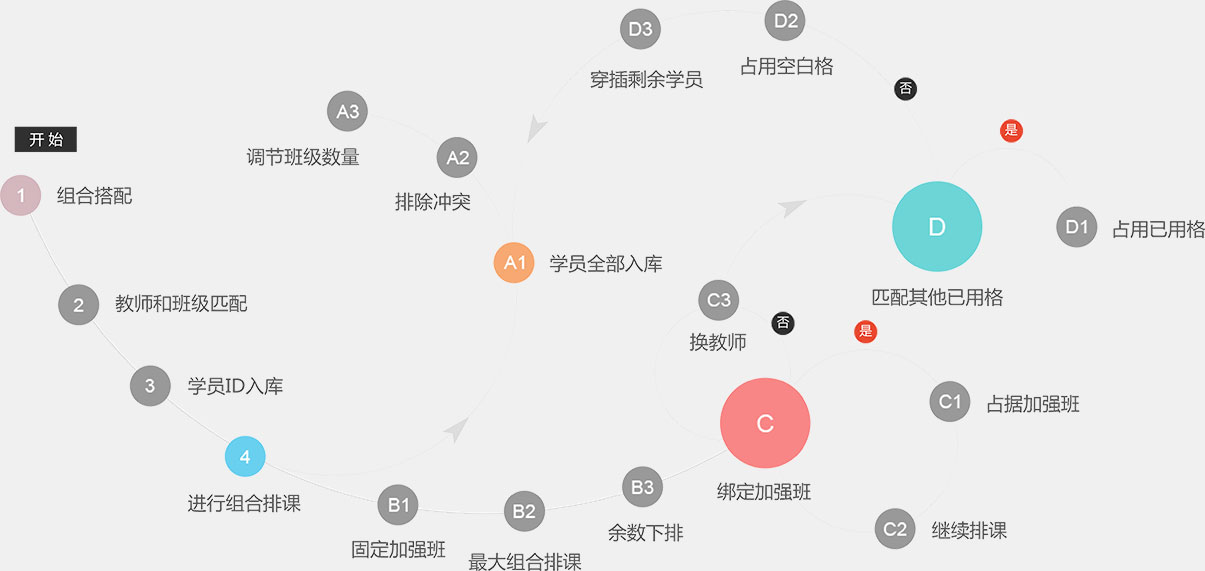 开 始
1
组合搭配
2
教师和班级匹配
3
学员ID入库
4
进行组合排课
A1
学员全部入库
A2
排除冲突
A3
调节班级数量
B1
固定加强班
B2
最大组合排课
B3
余数下排
C
绑定加强班
是
C1
占据加强班
C2
继续排课
否
C3
换教师
D
匹配其他已用格
是
D1
占用已用格
否
D2
占用空白格
D3
穿插剩余学员